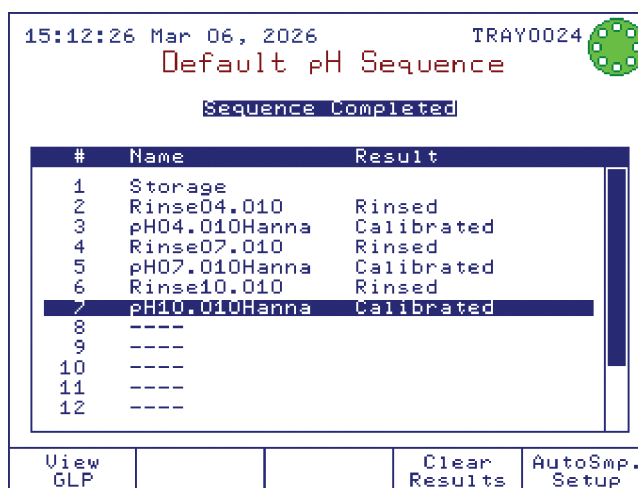 15:12:26 Mar 06, 2026 TRAY0024
Default pH Sequence
Sequence Completed
# Name Result
1 Storage
2 Rinse04.010 Rinsed
3 pH04.010Hanna Calibrated
4 Rinse07.010 Rinsed
5 pH07.010Hanna Calibrated
6 Rinse10.010 Rinsed
7 pH10.010Hanna Calibrated
8 ----
9 ----
10 ----
11 ----
12 ----
View GLP
Clear Results
AutoSmp. Setup